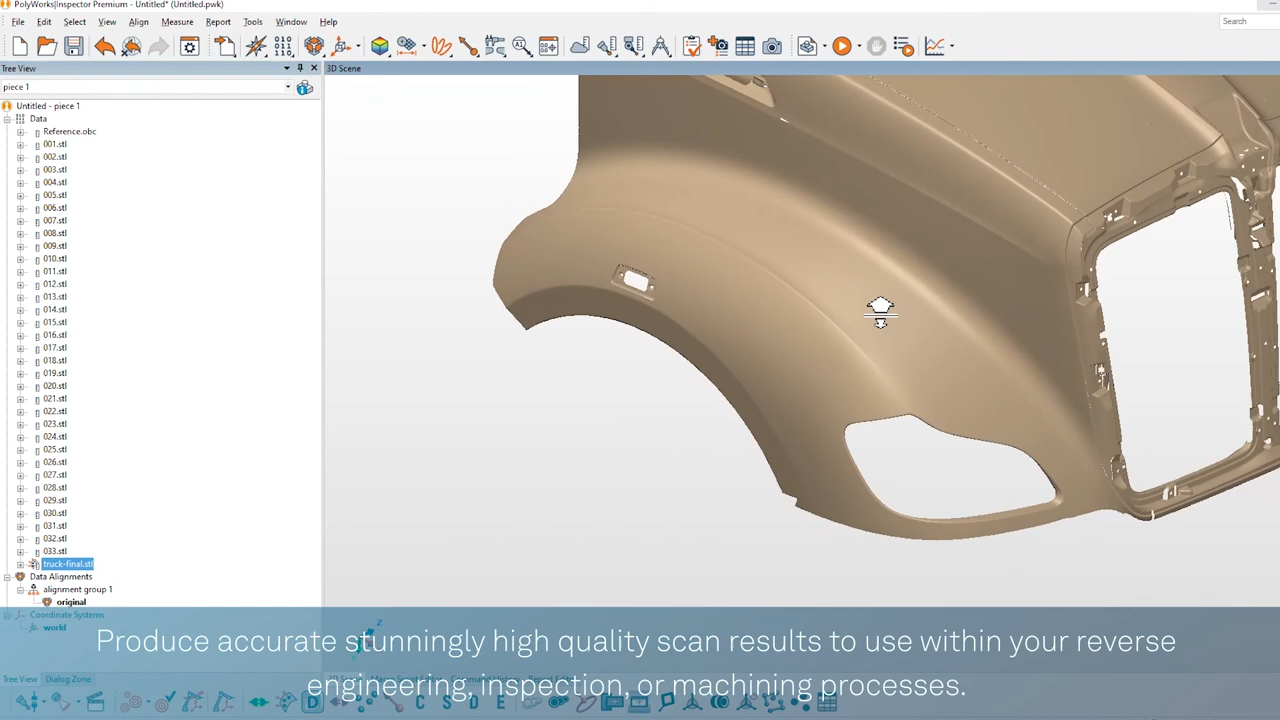 PolyWorks|Inspector Premium - Untitled* (Untitled.pwk)
File Edit Select View Align Measure Report Tools Window Help
Search
Tree View
3D Scene
piece 1
Untitled - piece 1
Data
Reference.obc
001.stl
002.stl
003.stl
004.stl
005.stl
006.stl
007.stl
008.stl
009.stl
010.stl
011.stl
012.stl
013.stl
014.stl
015.stl
016.stl
017.stl
018.stl
019.stl
020.stl
021.stl
022.stl
023.stl
024.stl
025.stl
026.stl
027.stl
028.stl
029.stl
030.stl
031.stl
032.stl
033.stl
truck-final.stl
Data Alignments
alignment group 1
original
Coordinate Systems
world
Z
Produce accurate stunningly high quality scan results to use within your reverse
engineering, inspection, or machining processes.
Tree View Dialog Zone